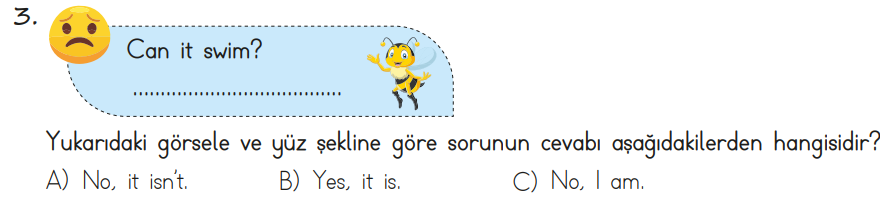 3.
Can it swim?
......................................
Yukarıdaki görsele ve yüz şekline göre sorunun cevabı aşağıdakilerden hangisidir?
A) No, it isn't. B) Yes, it is. C) No, I am.